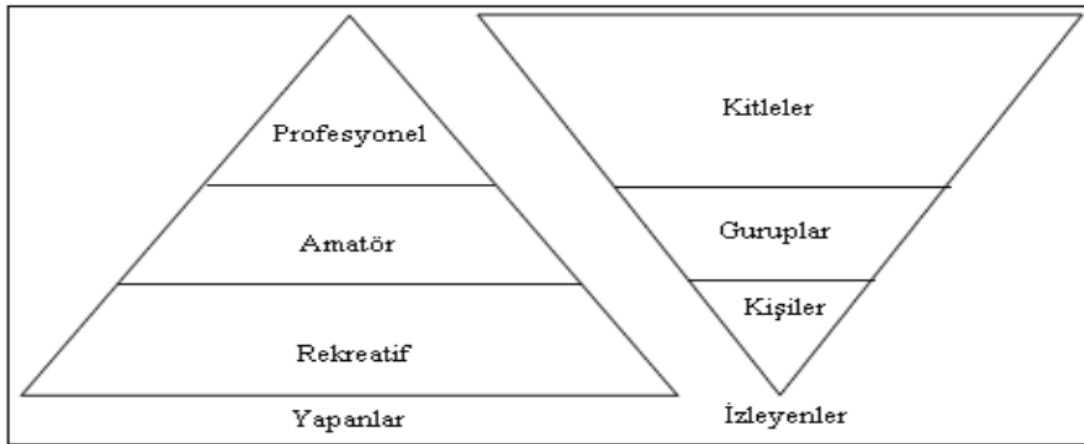 Profesyonel
Amatör
Rekreatif
Yapanlar
Kitleler
Guruplar
Kişiler
İzleyenler